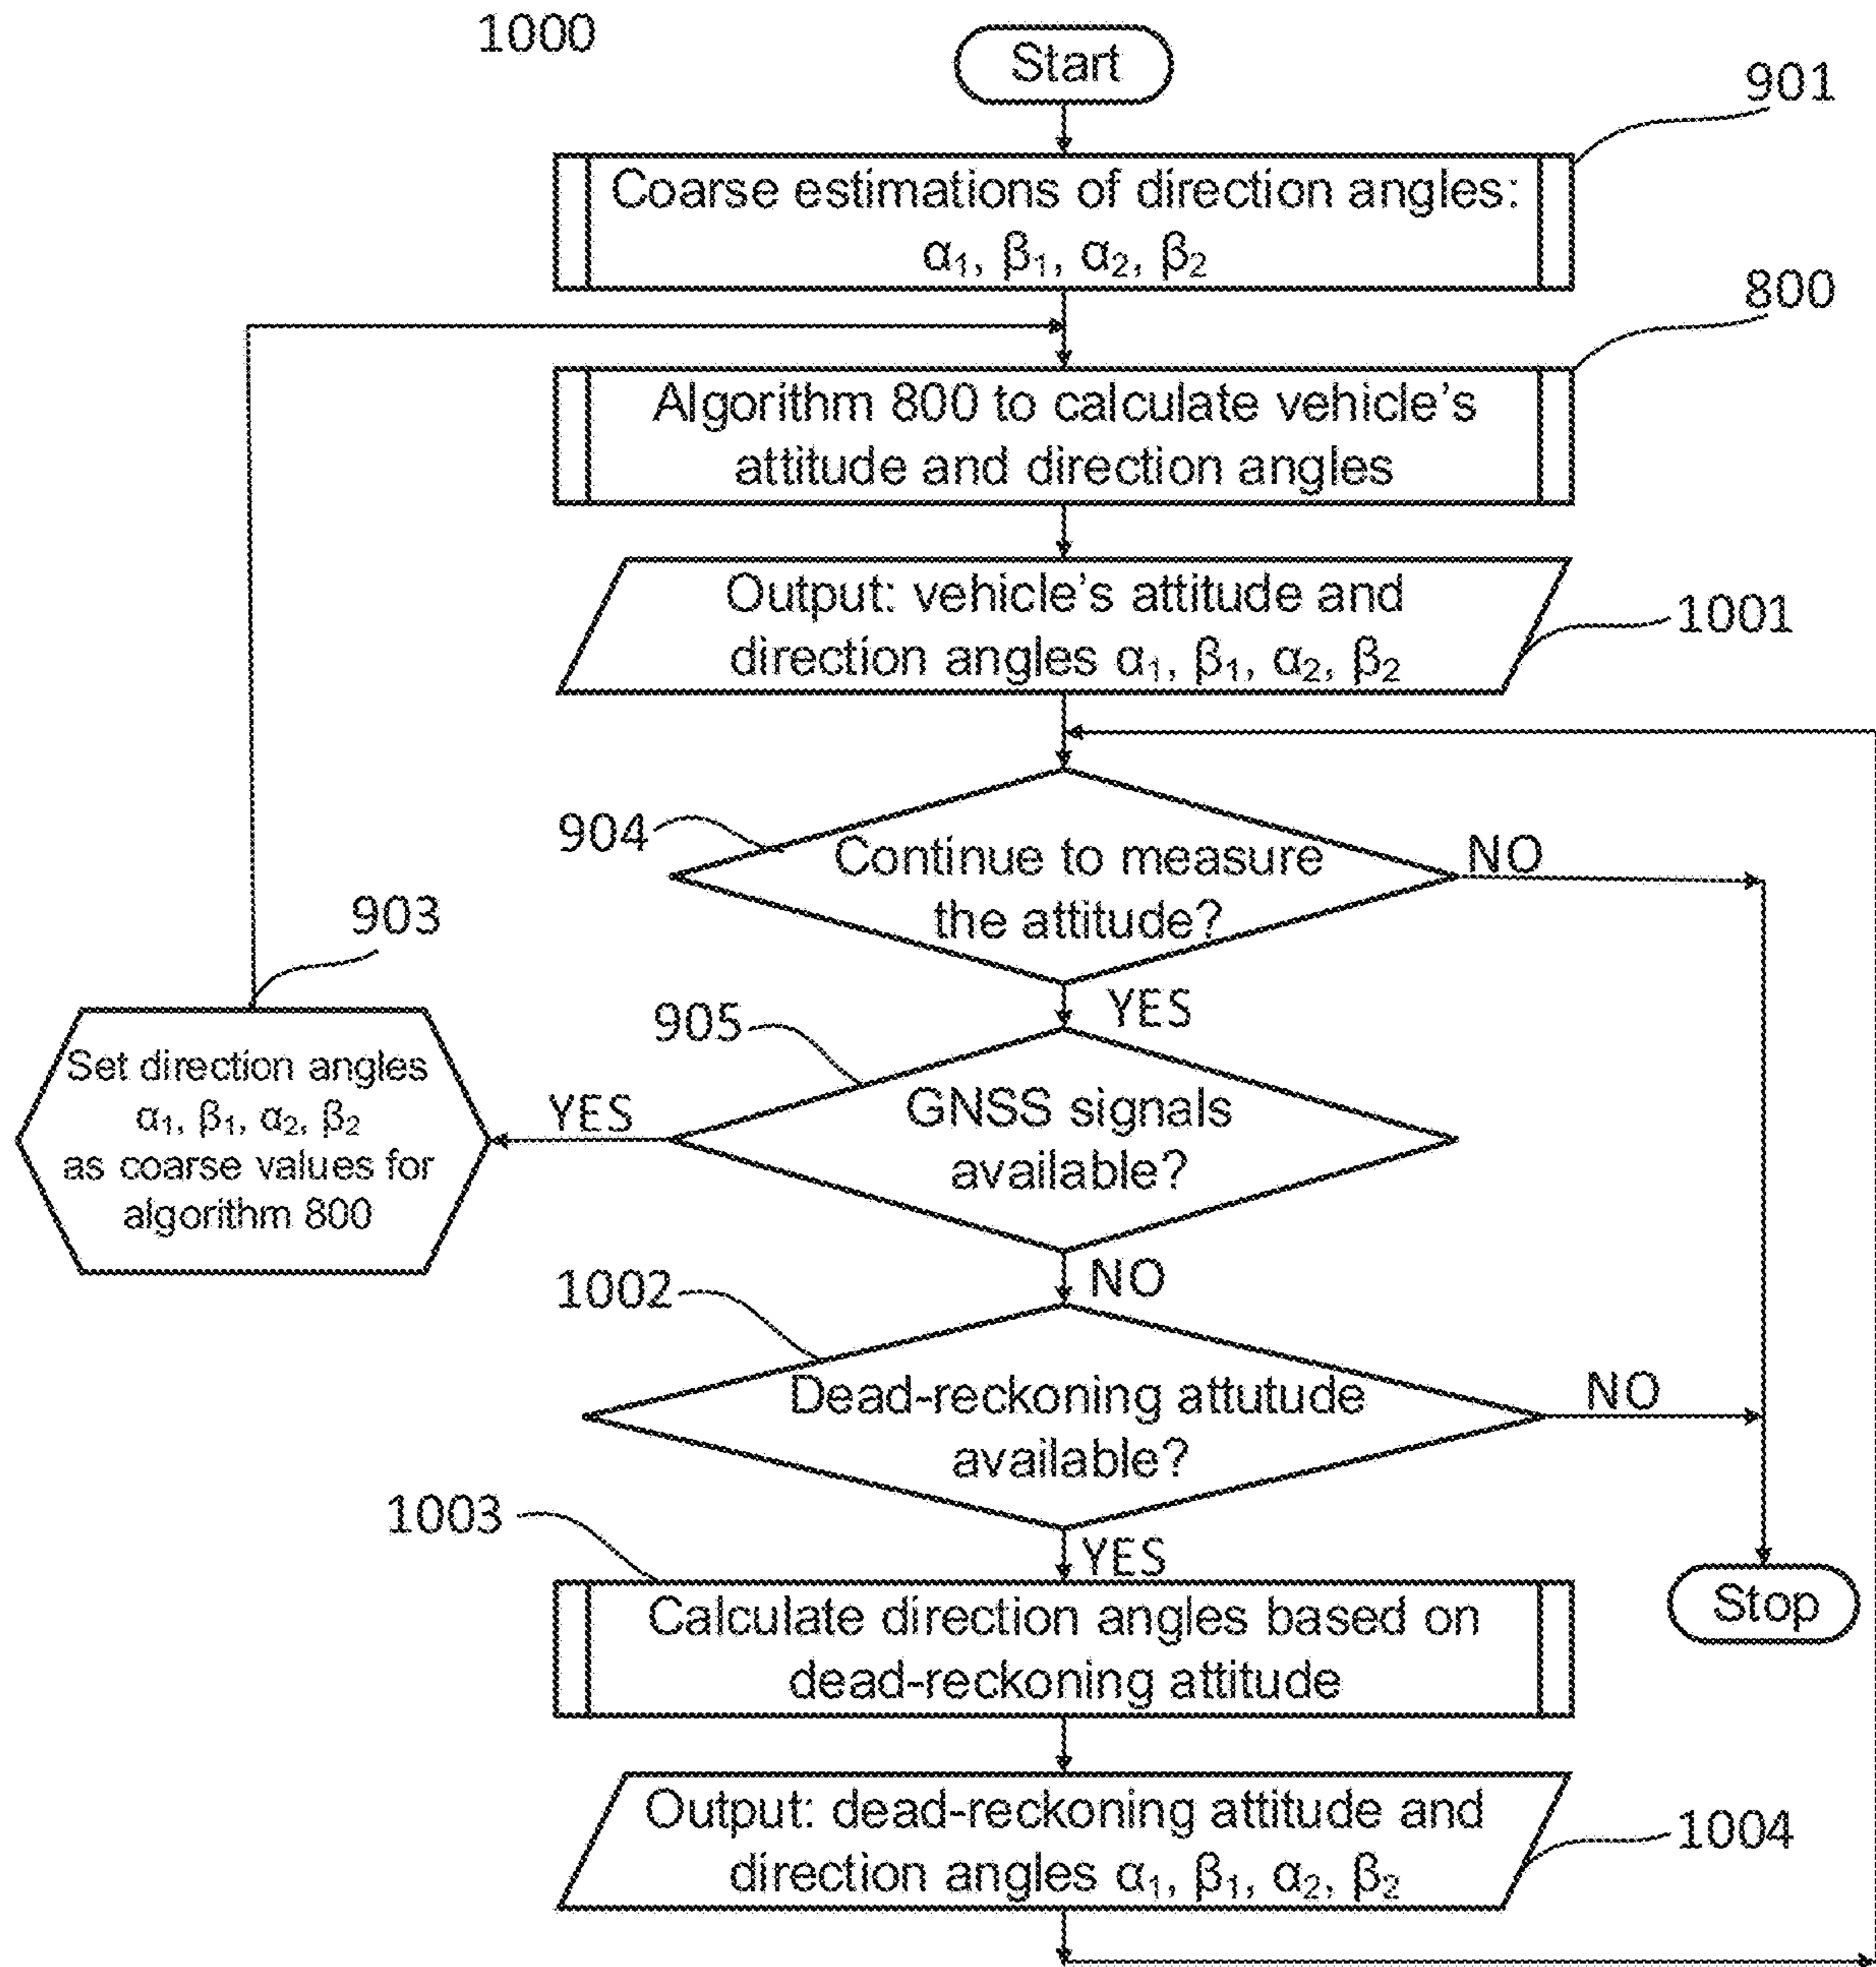 1000
Start
901
Coarse estimations of direction angles:
α₁, β₁, α₂, β₂
800
Algorithm 800 to calculate vehicle's
attitude and direction angles
Output: vehicle's attitude and
direction angles α₁, β₁, α₂, β₂
1001
904
Continue to measure
the attitude?
NO
YES
903
Set direction angles
α₁, β₁, α₂, β₂
as coarse values for
algorithm 800
905
YES
GNSS signals
available?
NO
1002
Dead-reckoning attutude
available?
NO
YES
1003
Calculate direction angles based on
dead-reckoning attitude
Stop
Output: dead-reckoning attitude and
direction angles α₁, β₁, α₂, β₂
1004